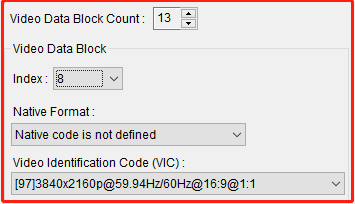 Video Data Block Count : 13
Video Data Block
Index : 8
Native Format :
Native code is not defined
Video Identification Code (VIC) :
[97]3840x2160p@59.94Hz/60Hz@16:9@1:1